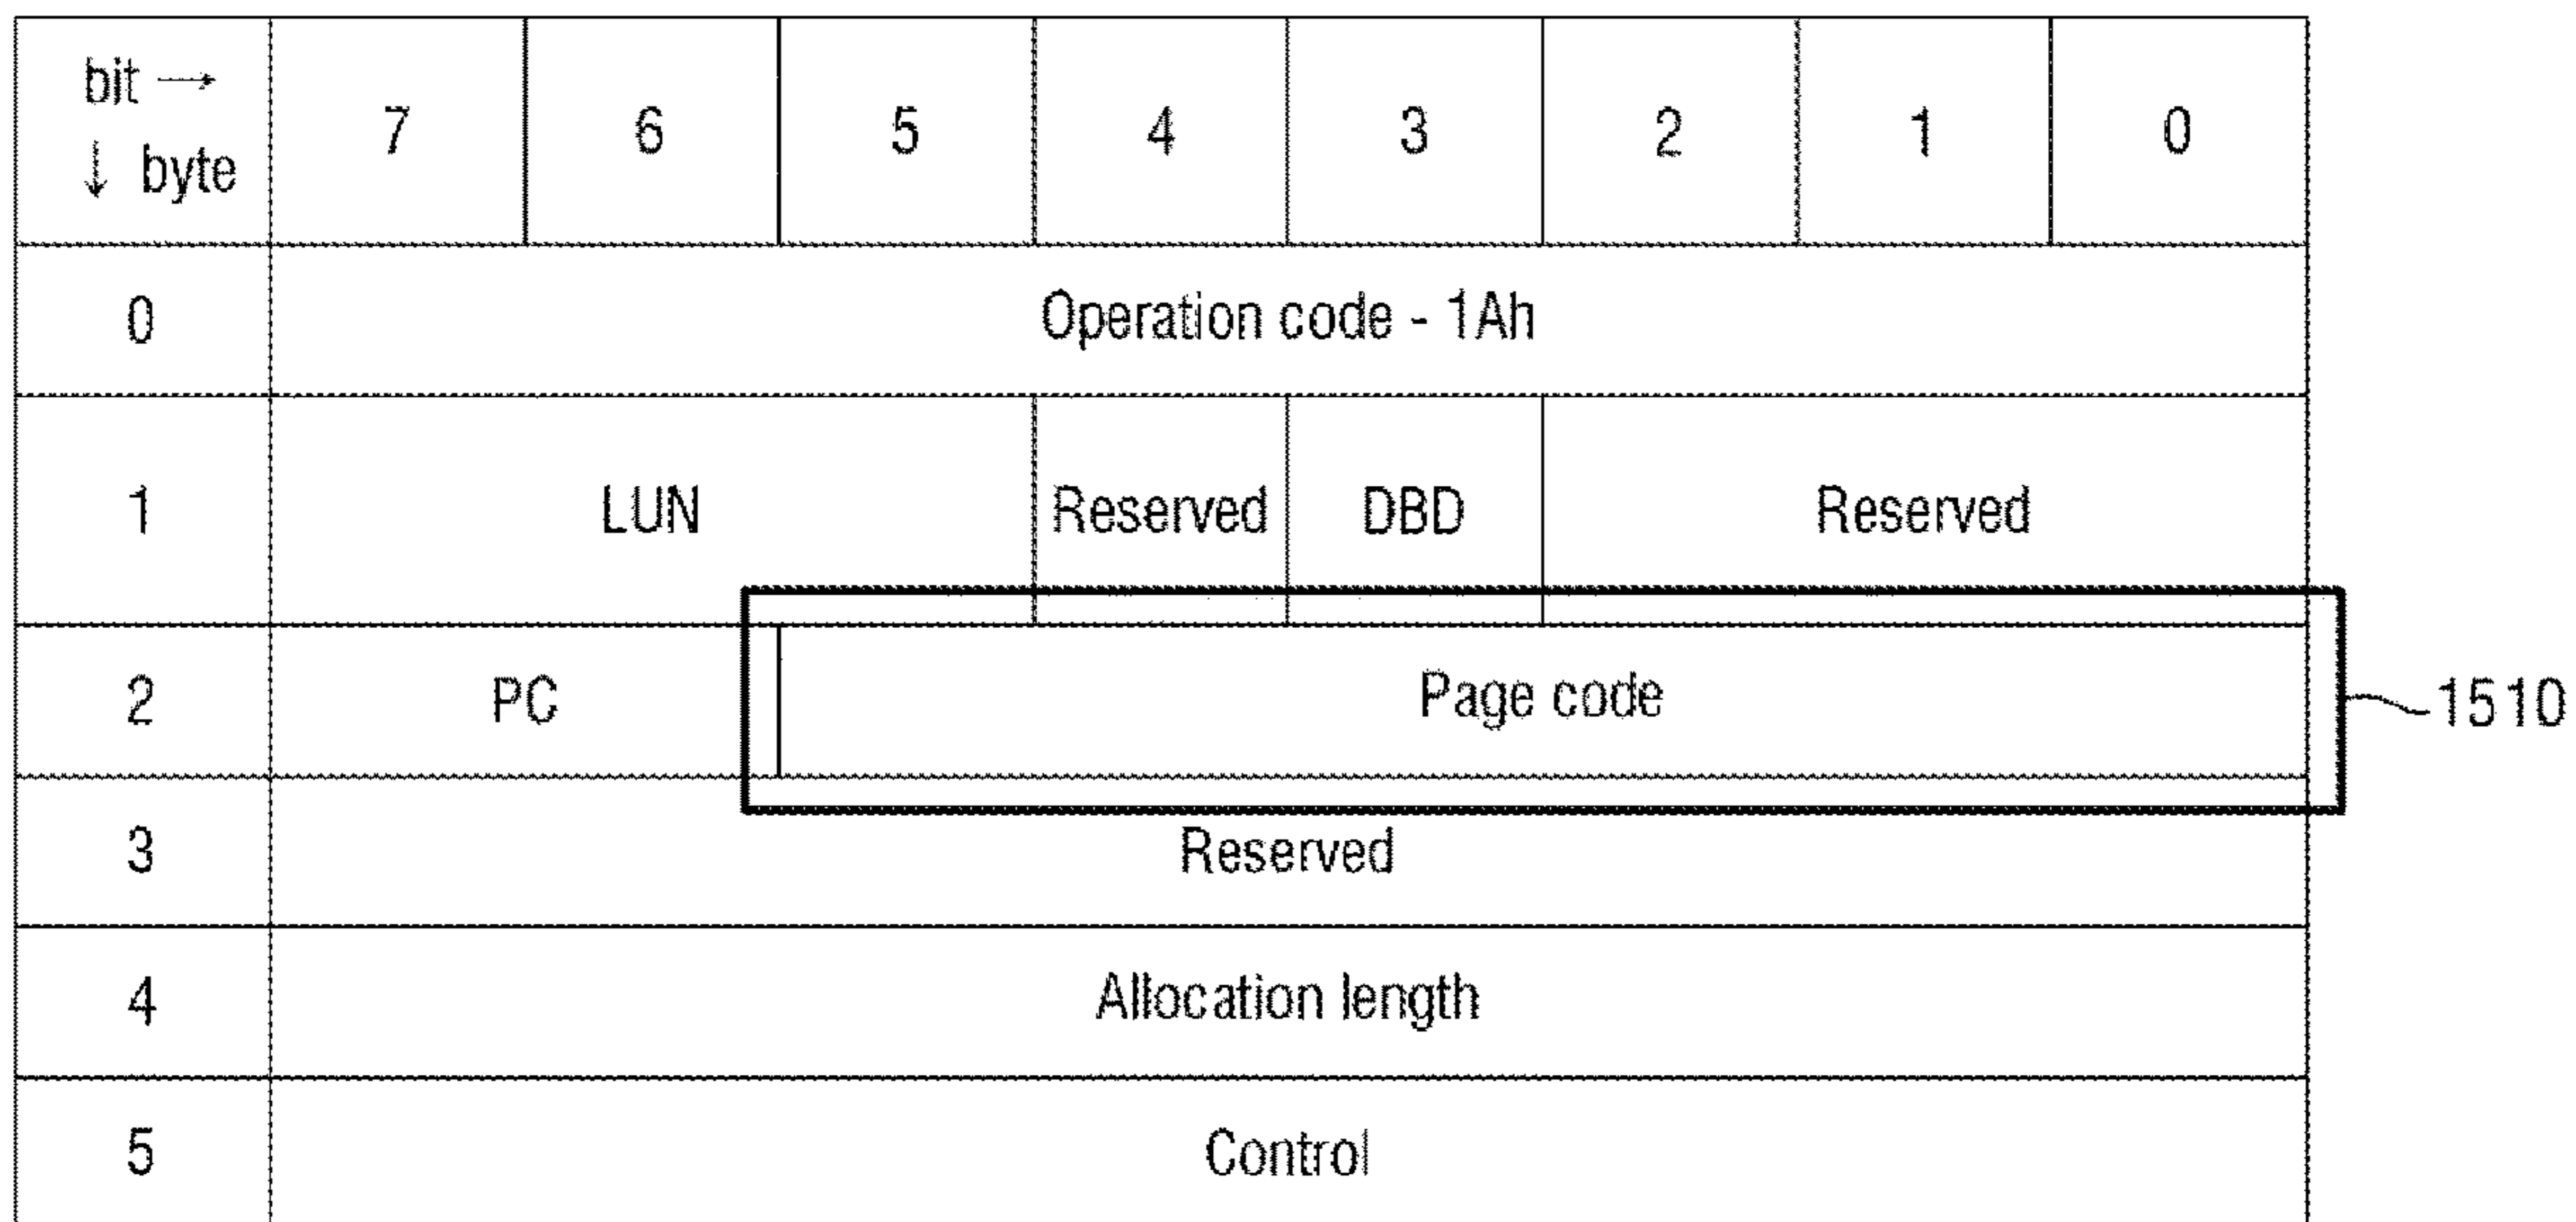 bit →
↓ byte
7 6 5 4 3 2 1 0
0 Operation code - 1Ah
1 LUN Reserved DBD Reserved
2 PC Page code 1510
3 Reserved
4 Allocation length
5 Control